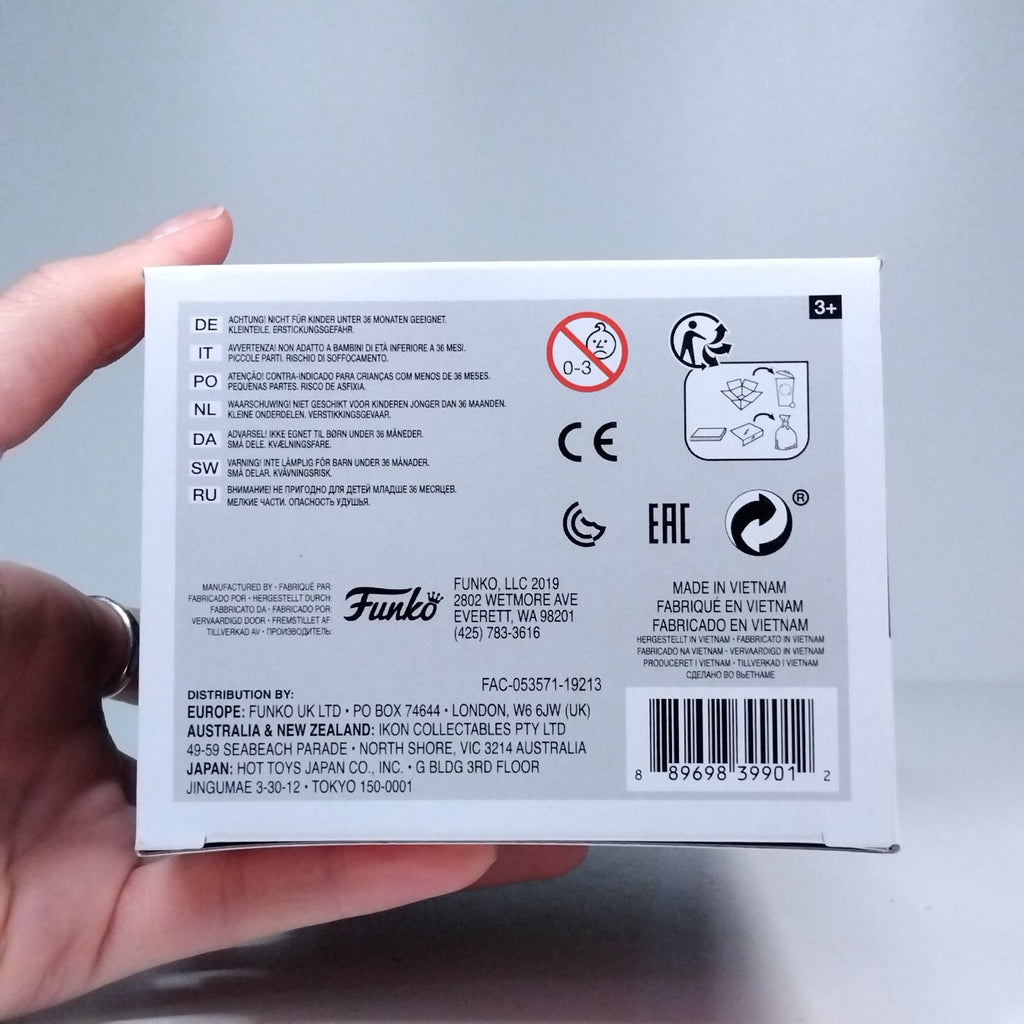 3+
DE ACHTUNG! NICHT FÜR KINDER UNTER 36 MONATEN GEEIGNET.
KLEINTEILE. ERSTICKUNGSGEFAHR.
IT AVVERTENZA! NON ADATTO A BAMBINI DI ETÀ INFERIORE A 36 MESI.
PICCOLE PARTI. RISCHIO DI SOFFOCAMENTO.
PO ATENÇÃO! CONTRA-INDICADO PARA CRIANÇAS COM MENOS DE 36 MESES.
PEQUENAS PARTES. RISCO DE ASFIXIA.
NL WAARSCHUWING! NIET GESCHIKT VOOR KINDEREN JONGER DAN 36 MAANDEN.
KLEINE ONDERDELEN. VERSTIKKINGSGEVAAR.
DA ADVARSEL! IKKE EGNET TIL BØRN UNDER 36 MÅNEDER.
SMÅ DELE. KVÆLNINGSFARE.
SW VARNING! INTE LÄMPLIG FÖR BARN UNDER 36 MÅNADER.
SMÅ DELAR. KVÄVNINGSRISK.
RU ВНИМАНИЕ! НЕ ПРИГОДНО ДЛЯ ДЕТЕЙ МЛАДШЕ 36 МЕСЯЦЕВ.
МЕЛКИЕ ЧАСТИ. ОПАСНОСТЬ УДУШЬЯ.
0-3
CE
EAC
®
MANUFACTURED BY • FABRIQUÉ PAR:
FABRICADO POR • HERGESTELLT DURCH:
FABBRICATO DA • FABRICADO POR:
VERVAARDIGD DOOR • FREMSTILLET AF:
TILLVERKAD AV • ПРОИЗВОДИТЕЛЬ:
Funko
FUNKO, LLC 2019
2802 WETMORE AVE
EVERETT, WA 98201
(425) 783-3616
MADE IN VIETNAM
FABRIQUÉ EN VIETNAM
FABRICADO EN VIETNAM
HERGESTELLT IN VIETNAM • FABBRICATO IN VIETNAM
FABRICADO NA VIETNAM • VERVAARDIGD IN VIETNAM
PRODUCERET I VIETNAM • TILLVERKAD I VIETNAM
СДЕЛАНО ВО ВЬЕТНАМЕ
FAC-053571-19213
DISTRIBUTION BY:
EUROPE: FUNKO UK LTD • PO BOX 74644 • LONDON, W6 6JW (UK)
AUSTRALIA & NEW ZEALAND: IKON COLLECTABLES PTY LTD
49-59 SEABEACH PARADE • NORTH SHORE, VIC 3214 AUSTRALIA
JAPAN: HOT TOYS JAPAN CO., INC. • G BLDG 3RD FLOOR
JINGUMAE 3-30-12 • TOKYO 150-0001
8 89698 39901 2